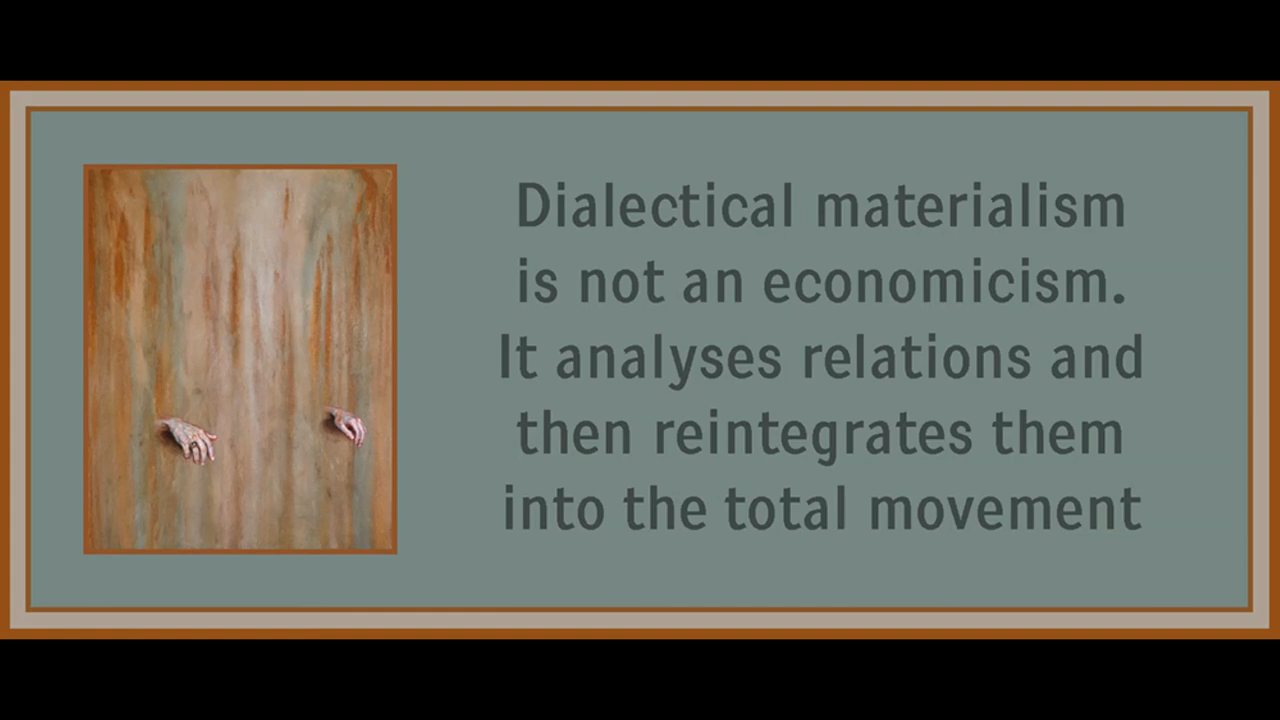 Dialectical materialism
is not an economicism.
It analyses relations and
then reintegrates them
into the total movement